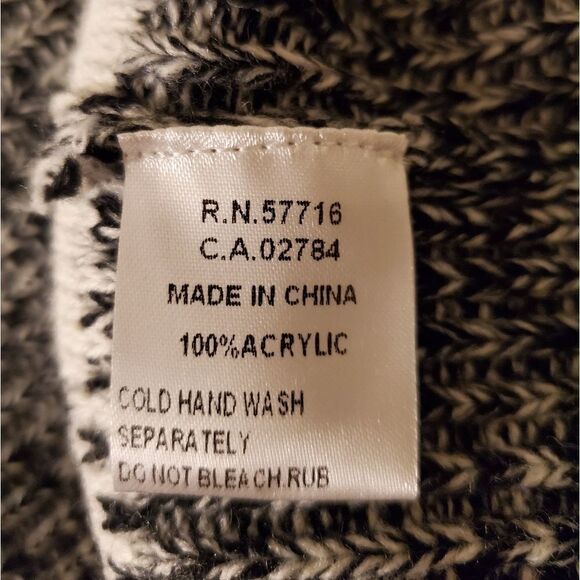 R.N.57716
C.A.02784
MADE IN CHINA
100%ACRYLIC
COLD HAND WASH
SEPARATELY
DO NOT BLEACH.RUB